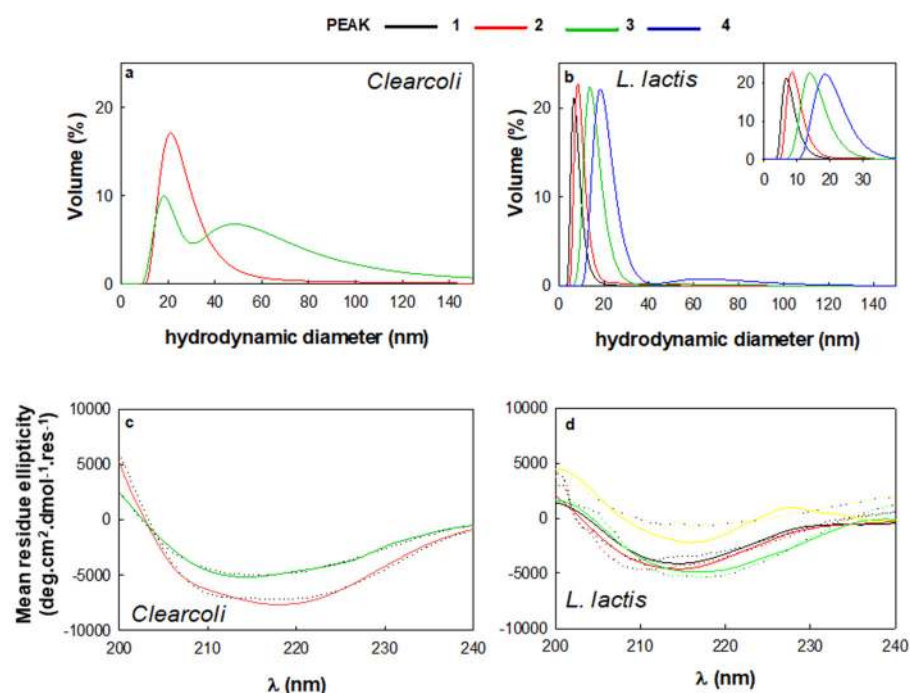 PEAK 1 2 3 4
a
Clearcoli
Volume (%)
20
10
0
0 20 40 60 80 100 120 140
hydrodynamic diameter (nm)
b
L. lactis
Volume (%)
20
10
0
0 20 40 60 80 100 120 140
hydrodynamic diameter (nm)
20
10
0
0 10 20 30
c
Clearcoli
Mean residue ellipticity
(deg.cm².dmol⁻¹.res⁻¹)
10000
5000
0
-5000
-10000
200 210 220 230 240
λ (nm)
d
L. lactis
10000
5000
0
-5000
-10000
200 210 220 230 240
λ (nm)